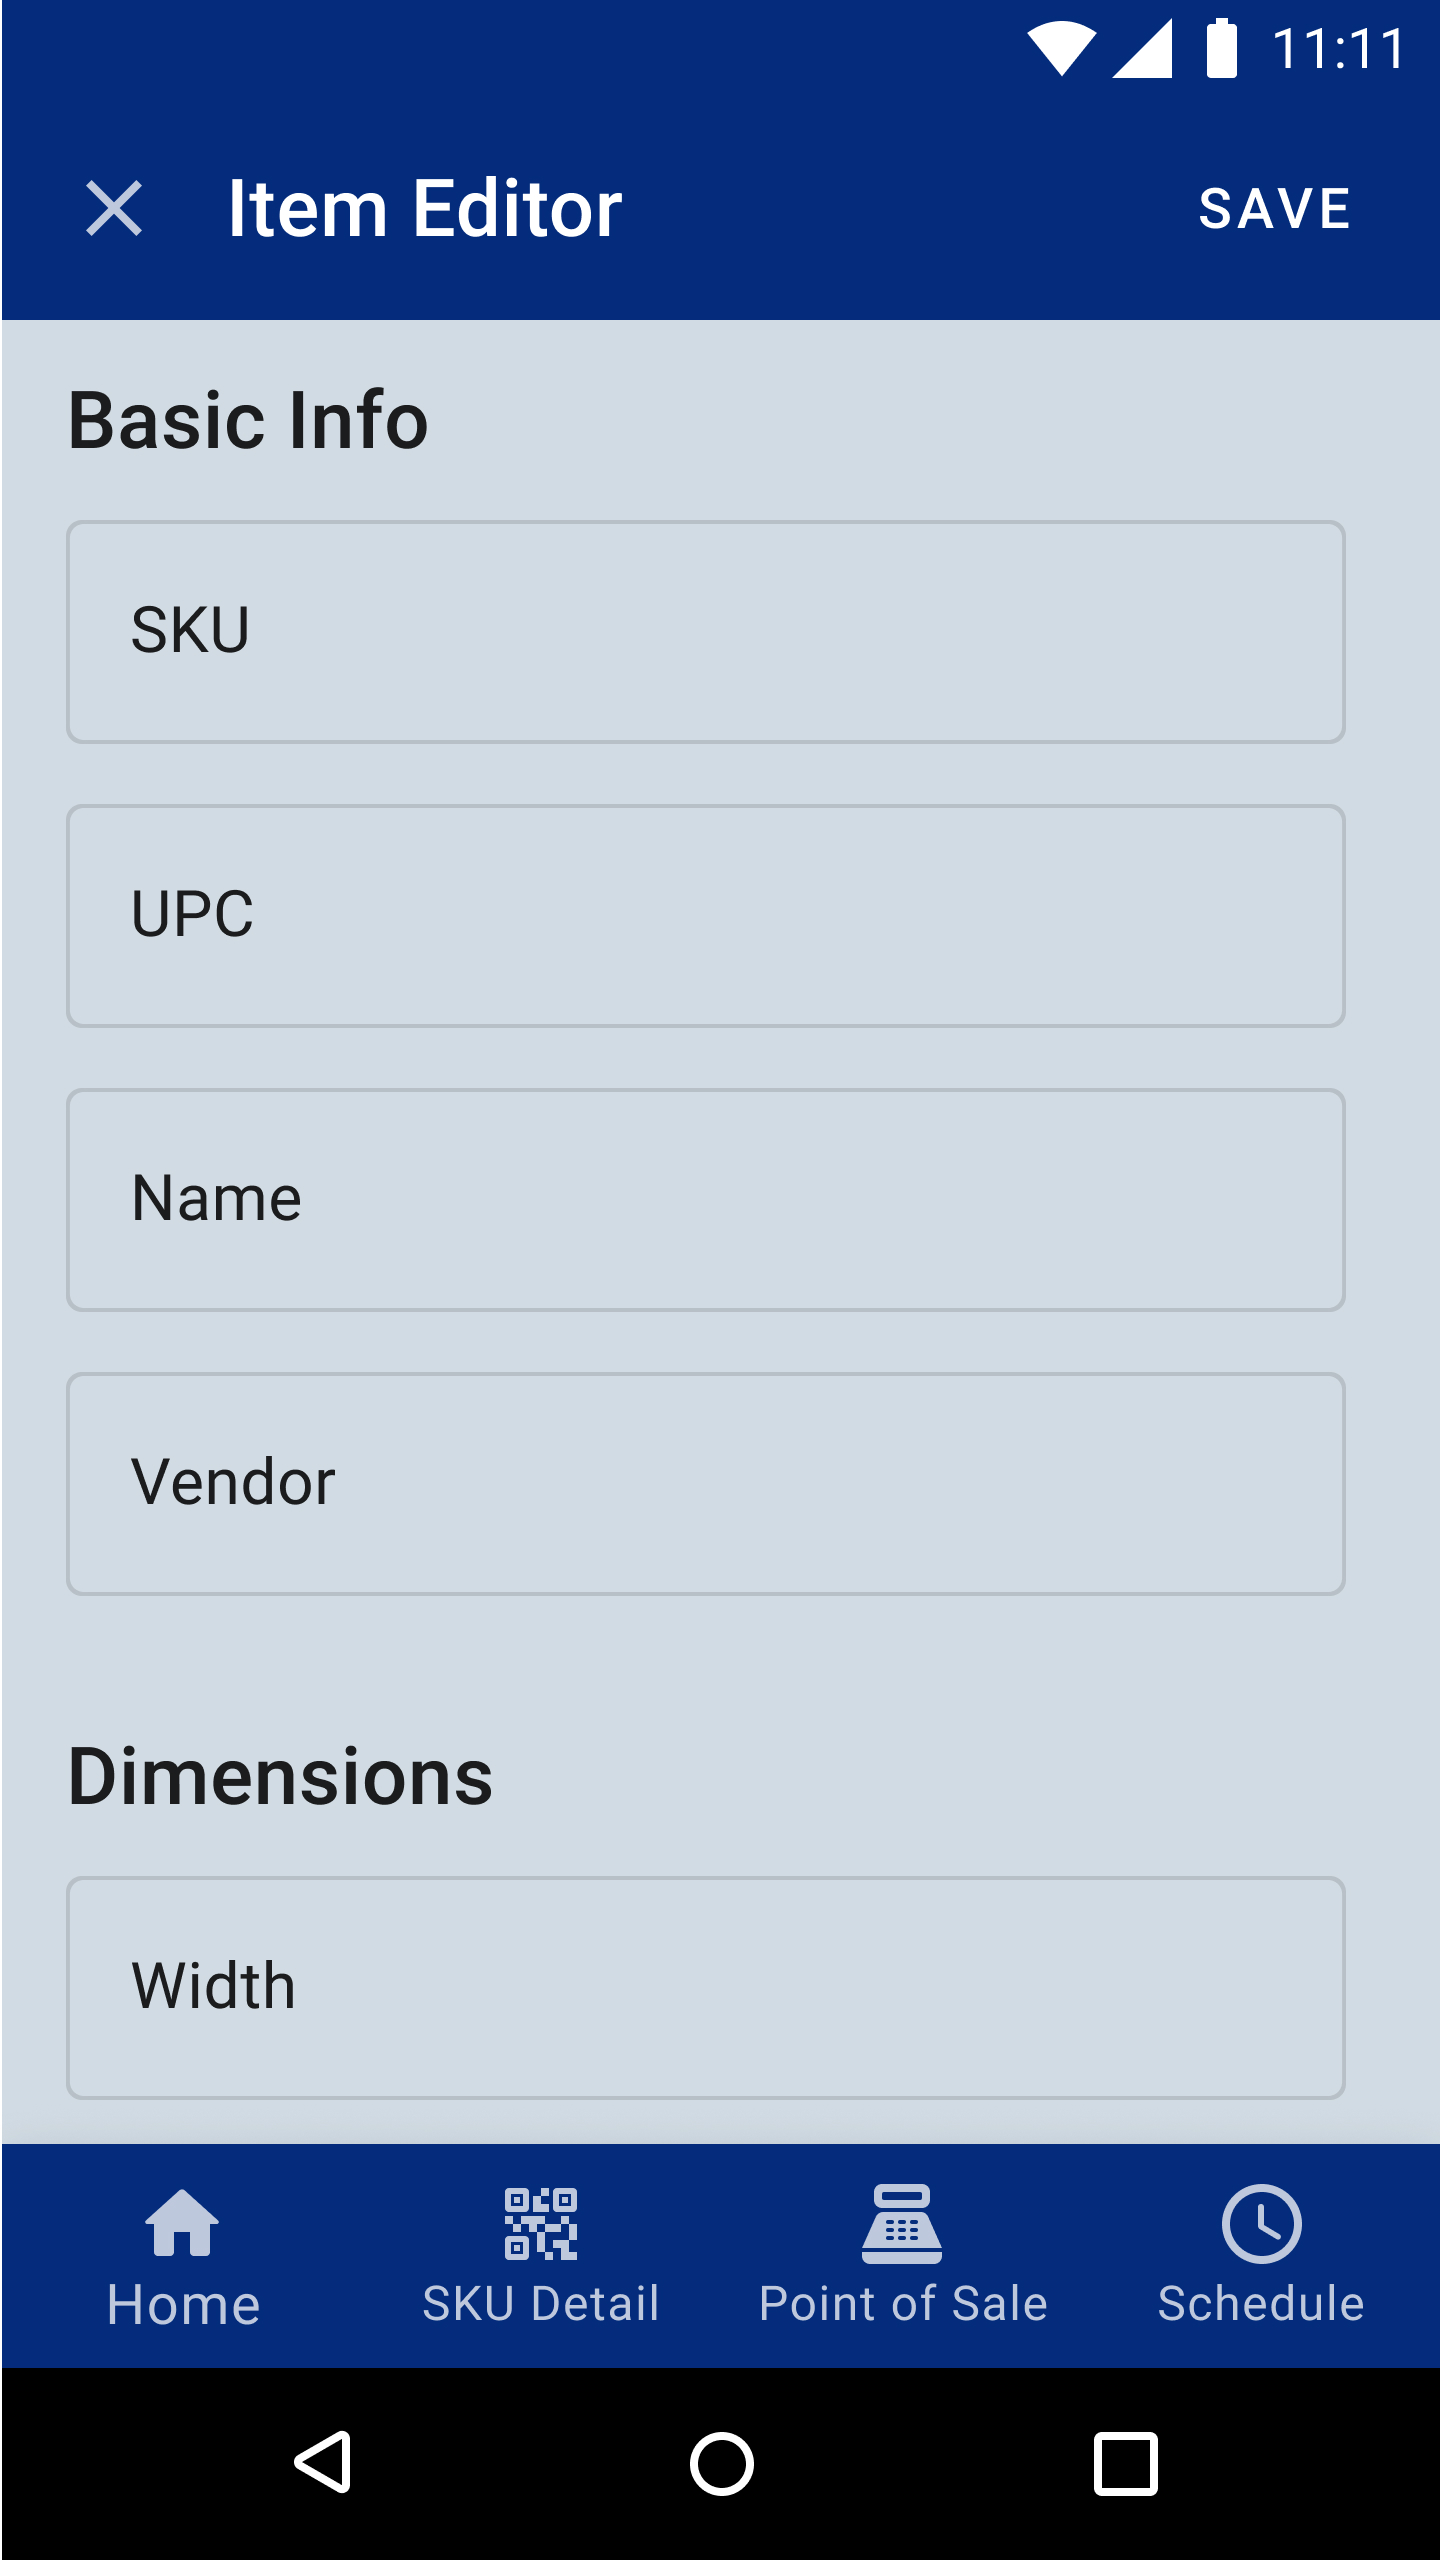 11:11
Item Editor
SAVE
Basic Info
SKU
UPC
Name
Vendor
Dimensions
Width
Home
SKU Detail
Point of Sale
Schedule